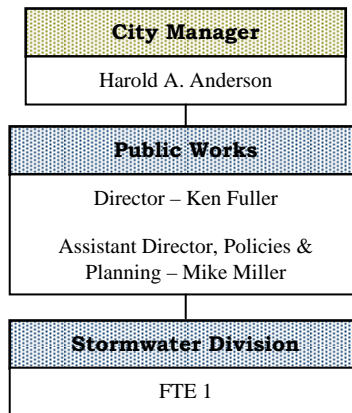 City Manager
Harold A. Anderson
Public Works
Director – Ken Fuller
Assistant Director, Policies &
Planning – Mike Miller
Stormwater Division
FTE 1